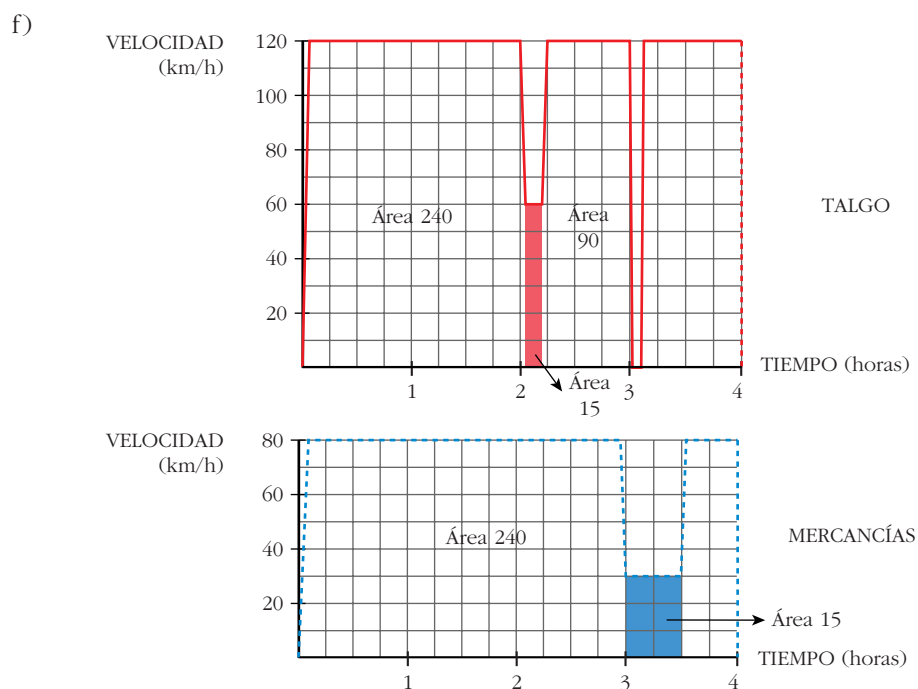 f)
VELOCIDAD
(km/h)
120
100
80
60
40
20
Área 240
Área
90
TALGO
TIEMPO (horas)
1
2
3
4
Área
15
VELOCIDAD
(km/h)
80
60
40
20
Área 240
MERCANCÍAS
Área 15
TIEMPO (horas)
1
2
3
4